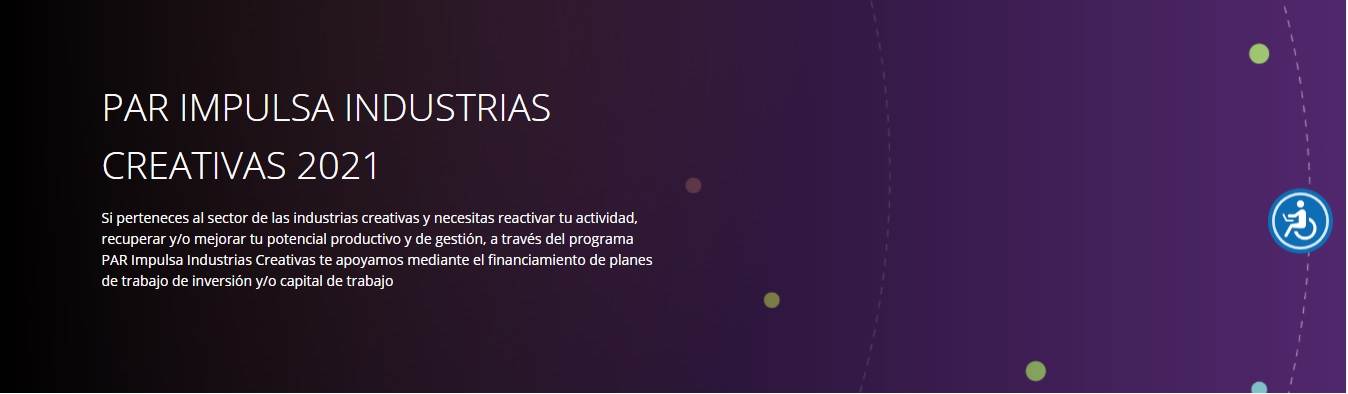 PAR IMPULSA INDUSTRIAS
CREATIVAS 2021
Si perteneces al sector de las industrias creativas y necesitas reactivar tu actividad,
recuperar y/o mejorar tu potencial productivo y de gestión, a través del programa
PAR Impulsa Industrias Creativas te apoyamos mediante el financiamiento de planes
de trabajo de inversión y/o capital de trabajo